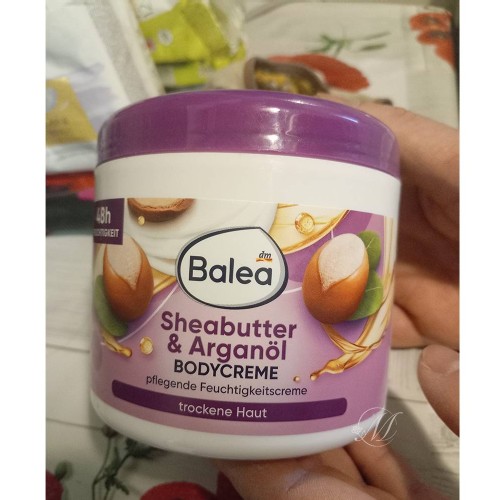 48h
dm
Balea
Sheabutter
& Arganöl
BODYCREME
pflegende Feuchtigkeitscreme
trockene Haut
M